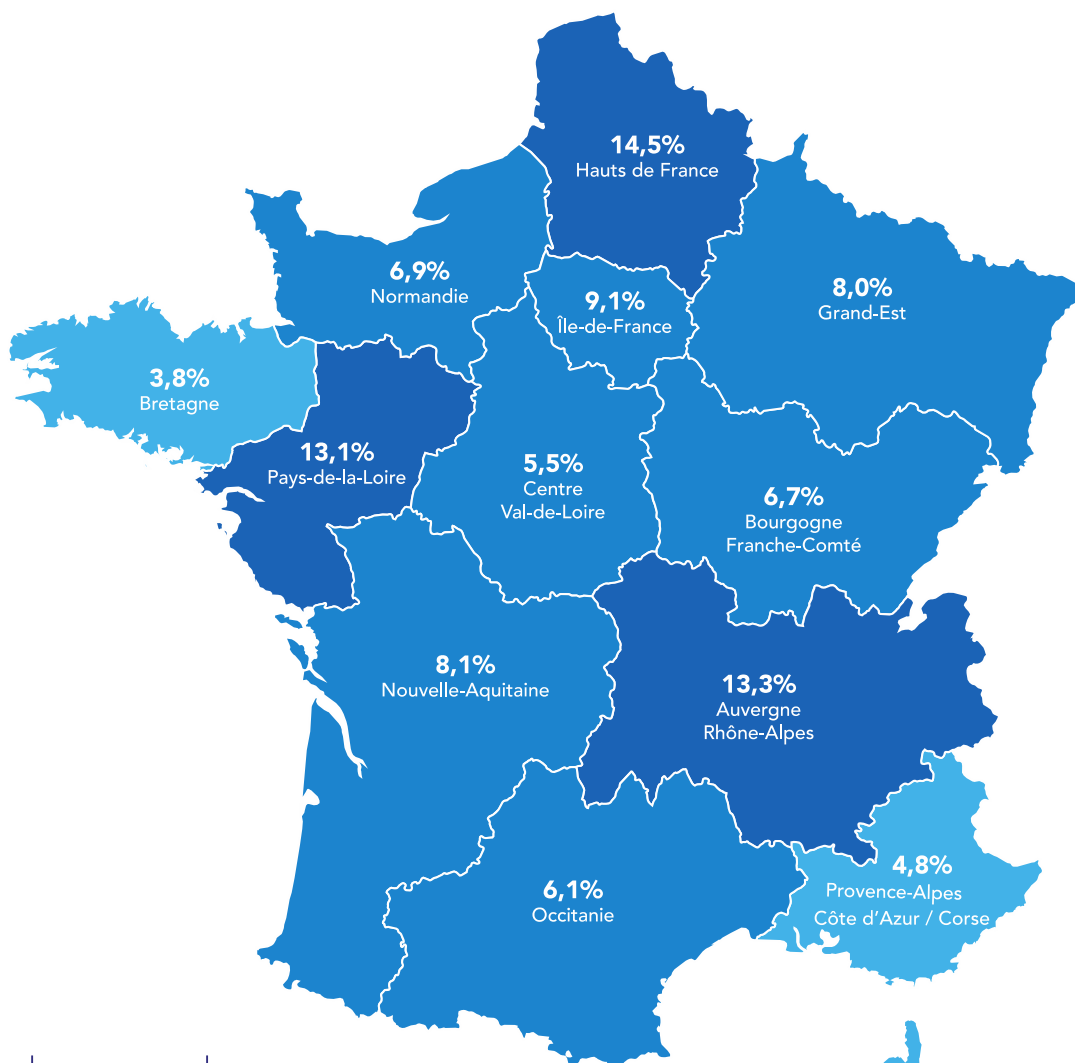 14,5%
Hauts de France
6,9%
Normandie
9,1%
Île-de-France
8,0%
Grand-Est
3,8%
Bretagne
13,1%
Pays-de-la-Loire
5,5%
Centre
Val-de-Loire
6,7%
Bourgogne
Franche-Comté
8,1%
Nouvelle-Aquitaine
13,3%
Auvergne
Rhône-Alpes
4,8%
Provence-Alpes
Côte d'Azur / Corse
6,1%
Occitanie